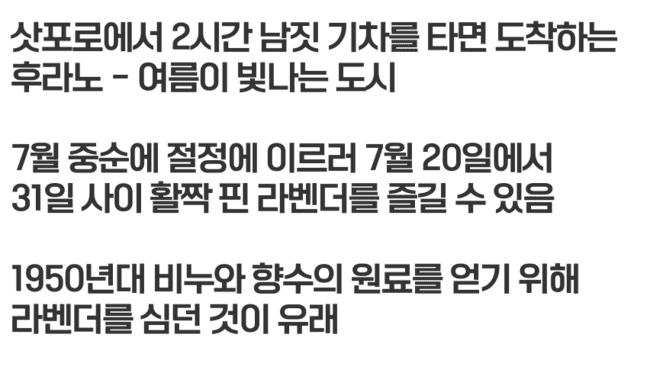 삿포로에서 2시간 남짓 기차를 타면 도착하는
후라노 - 여름이 빛나는 도시
7월 중순에 절정에 이르러 7월 20일에서
31일 사이 활짝 핀 라벤더를 즐길 수 있음
1950년대 비누와 향수의 원료를 얻기 위해
라벤더를 심던 것이 유래